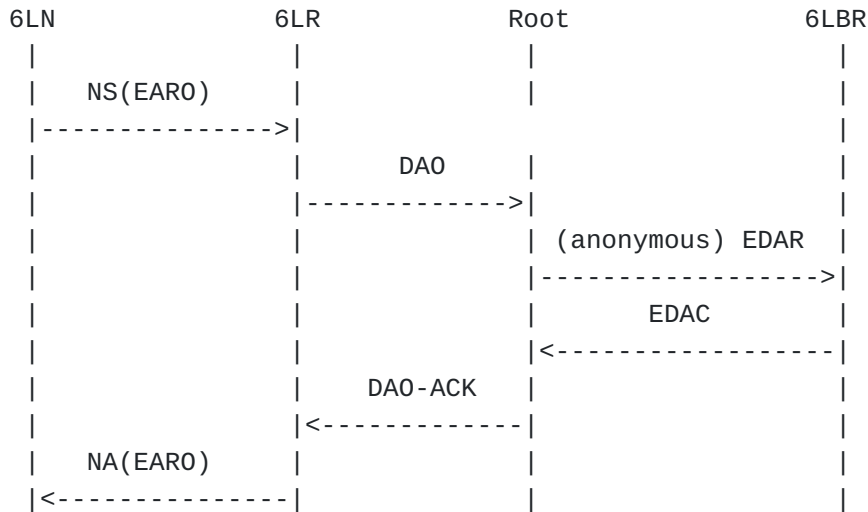 6LN 6LR Root 6LBR
NS(EARO)
DAO
(anonymous) EDAR
EDAC
DAO-ACK
NA(EARO)